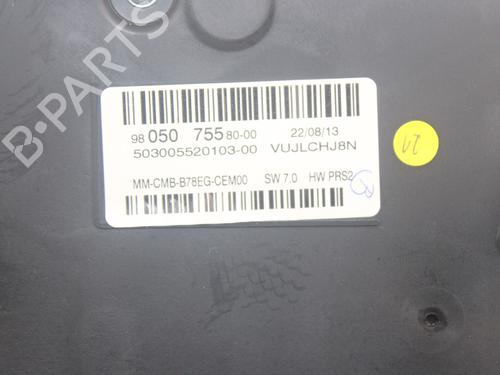 98 050 755 80-00 22/08/13
503005520103-00 VUJLCHJ8N
MM-CMB-B78EG-CEM00 SW 7.0 HW PRS2
21
B-PARTS